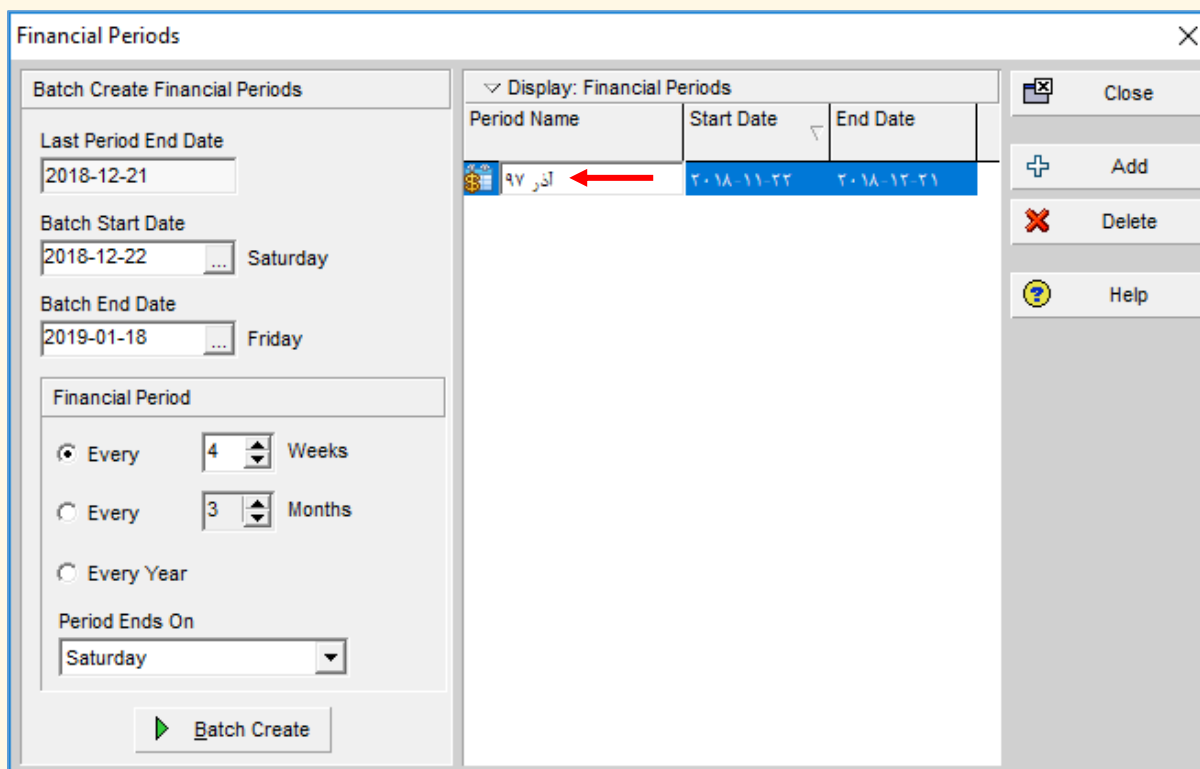 Financial Periods
Batch Create Financial Periods
Last Period End Date
2018-12-21
Batch Start Date
2018-12-22 ... Saturday
Batch End Date
2019-01-18 ... Friday
Financial Period
Every 4 Weeks
Every 3 Months
Every Year
Period Ends On
Saturday
Batch Create
Display: Financial Periods
Period Name Start Date End Date
آذر ۹۷ ۲۰۱۸-۱۱-۲۲ ۲۰۱۸-۱۲-۲۱
Close
Add
Delete
Help